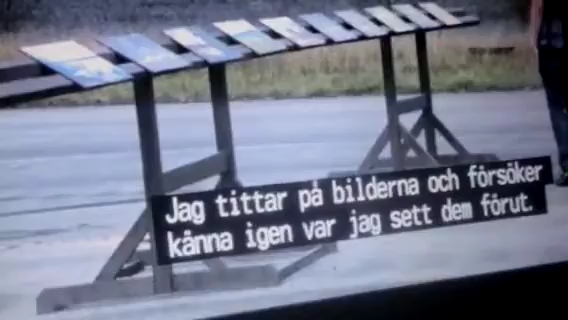 Jag tittar på bilderna och försöker
känna igen var jag sett dem förut.